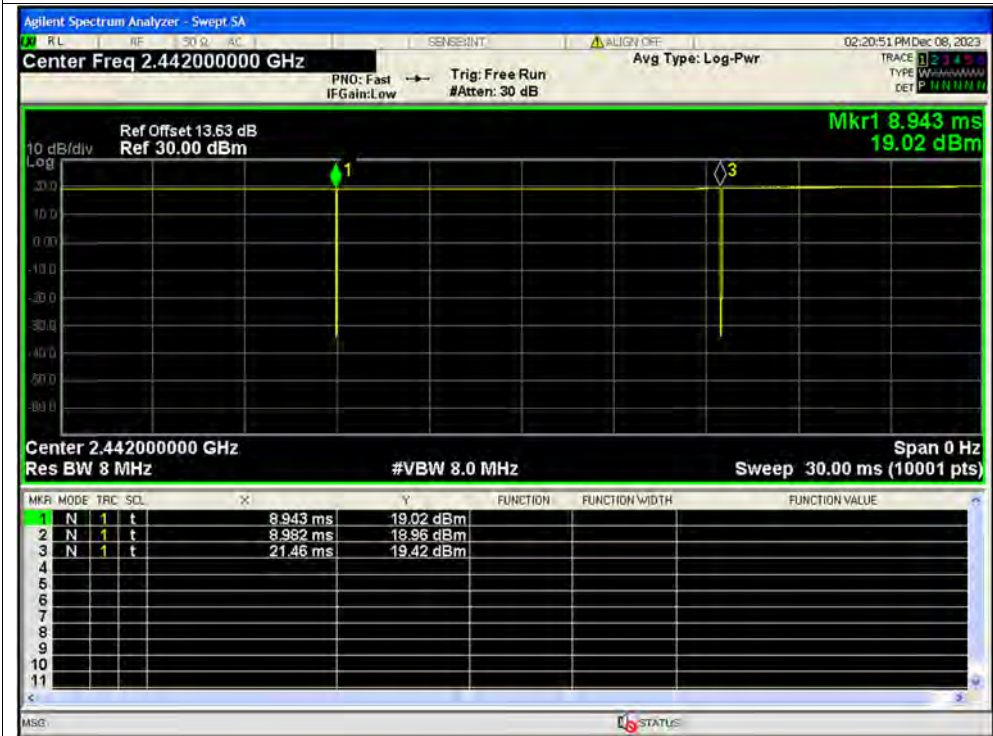 Agilent Spectrum Analyzer - Swept SA
RL RF 50 Ω AC SENSE:INT ALIGN OFF 02:20:51 PM Dec 08, 2023
Center Freq 2.442000000 GHz Avg Type: Log-Pwr TRACE 1 2 3 4 5 6
PNO: Fast Trig: Free Run TYPE W
IFGain:Low #Atten: 30 dB DET P N N N N N
Mkr1 8.943 ms
Ref Offset 13.63 dB
10 dB/div Ref 30.00 dBm 19.02 dBm
Log
1 3
20.0
10.0
0.00
-10.0
-20.0
-30.0
-40.0
-50.0
-60.0
Center 2.442000000 GHz Span 0 Hz
Res BW 8 MHz #VBW 8.0 MHz Sweep 30.00 ms (10001 pts)
MKR MODE TRC SCL X Y FUNCTION FUNCTION WIDTH FUNCTION VALUE
1 N 1 t 8.943 ms 19.02 dBm
2 N 1 t 8.982 ms 18.96 dBm
3 N 1 t 21.46 ms 19.42 dBm
4
5
6
7
8
9
10
11
MSG STATUS